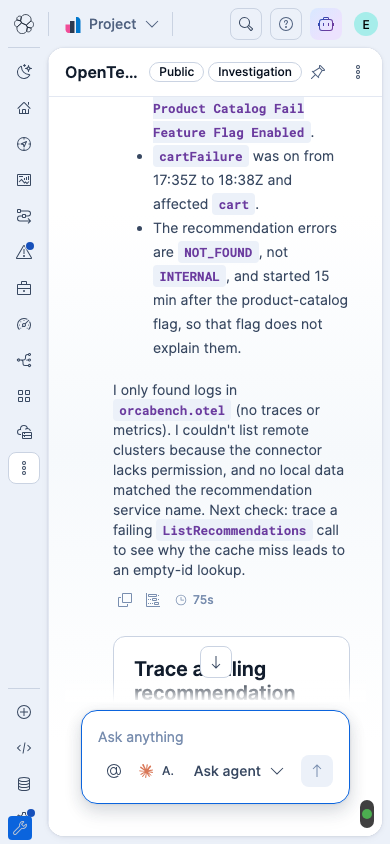 Project
E
OpenTe...
Public
Investigation
Product Catalog Fail
Feature Flag Enabled.
• cartFailure was on from
17:35Z to 18:38Z and
affected cart.
• The recommendation errors
are NOT_FOUND, not
INTERNAL, and started 15
min after the product-catalog
flag, so that flag does not
explain them.
I only found logs in
orcabench.otel (no traces or
metrics). I couldn't list remote
clusters because the connector
lacks permission, and no local data
matched the recommendation
service name. Next check: trace a
failing ListRecommendations call
to see why the cache miss leads to
an empty-id lookup.
75s
Trace a
recommendation
Ask anything
@
A.
Ask agent